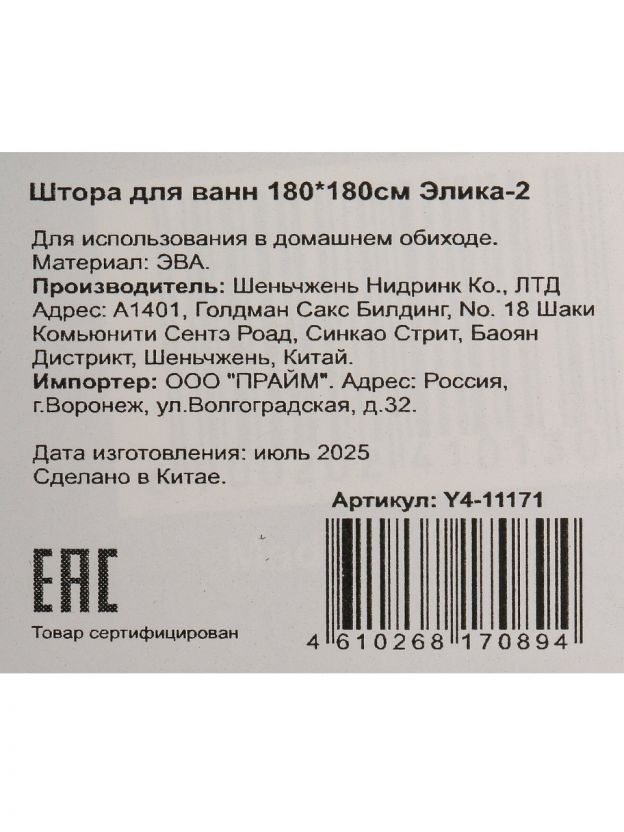 Штора для ванн 180*180см Элика-2
Для использования в домашнем обиходе.
Материал: ЭВА.
Производитель: Шеньчжень Нидринк Ко., ЛТД
Адрес: А1401, Голдман Сакс Билдинг, No. 18 Шаки
Комьюнити Сентэ Роад, Синкао Стрит, Баоян
Дистрикт, Шеньчжень, Китай.
Импортер: ООО "ПРАЙМ". Адрес: Россия,
г.Воронеж, ул.Волгоградская, д.32.
Дата изготовления: июль 2025
Сделано в Китае.
Артикул: Y4-11171
EAC
Товар сертифицирован
4 610268 170894